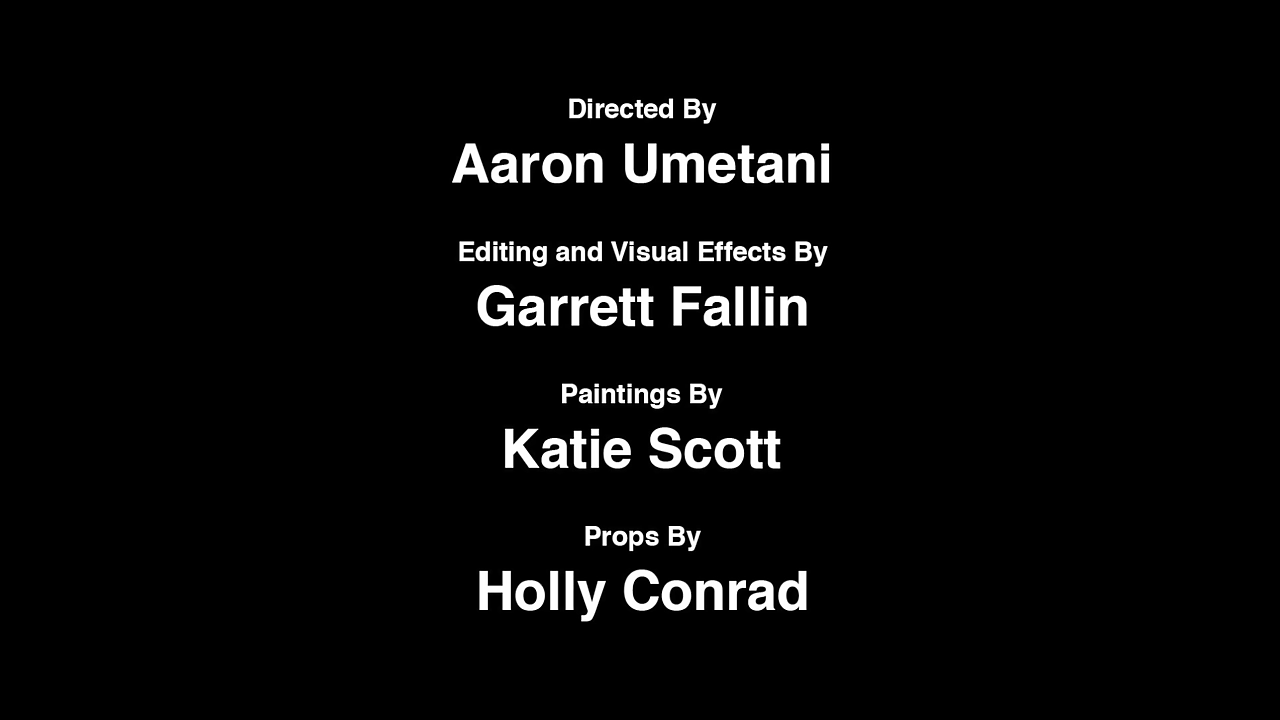 Directed By
Aaron Umetani
Editing and Visual Effects By
Garrett Fallin
Paintings By
Katie Scott
Props By
Holly Conrad